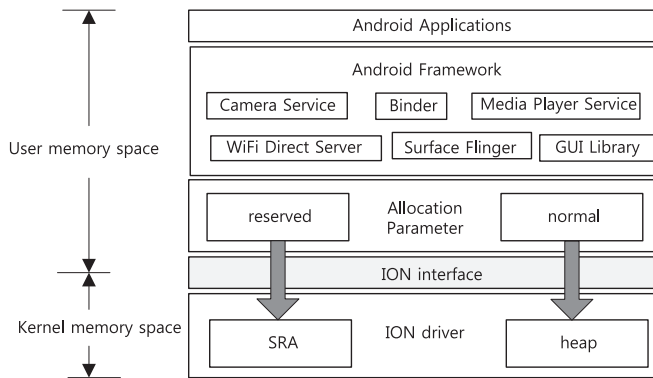 Android Applications
Android Framework
Camera Service
Binder
Media Player Service
WiFi Direct Server
Surface Flinger
GUI Library
User memory space
reserved
Allocation
Parameter
normal
ION interface
Kernel memory space
SRA
ION driver
heap